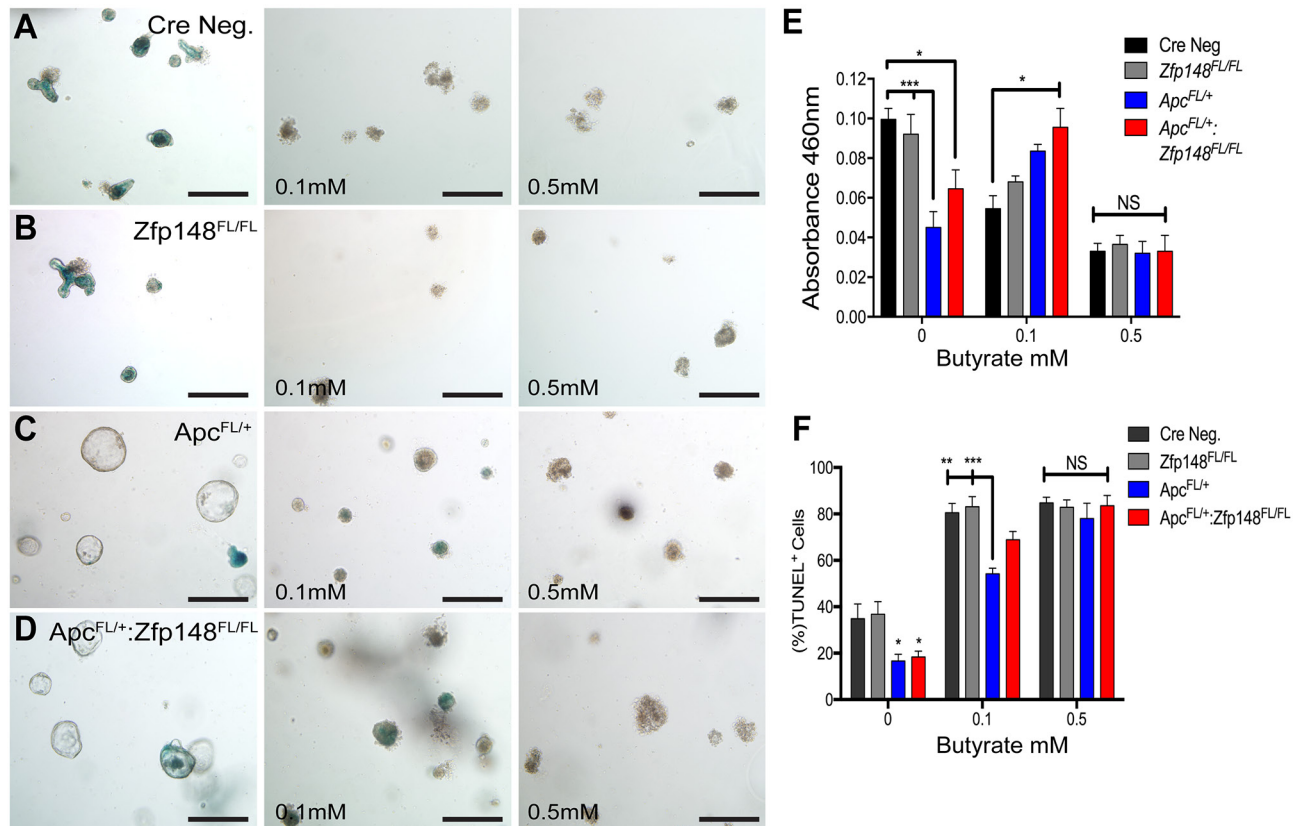 A
Cre Neg.
0.1mM
0.5mM
B
Zfp148FL/FL
0.1mM
0.5mM
C
ApcFL/+
0.1mM
0.5mM
D
ApcFL/+:Zfp148FL/FL
0.1mM
0.5mM
E
Cre Neg
Zfp148FL/FL
ApcFL/+
ApcFL/+:
Zfp148FL/FL
Absorbance 460nm
0.12
0.10
0.08
0.06
0.04
0.02
0.00
*
***
*
NS
0
0.1
0.5
Butyrate mM
F
Cre Neg.
Zfp148FL/FL
ApcFL/+
ApcFL/+:Zfp148FL/FL
(%)TUNEL+ Cells
100
80
60
40
20
0
* *
** ***
NS
0
0.1
0.5
Butyrate mM